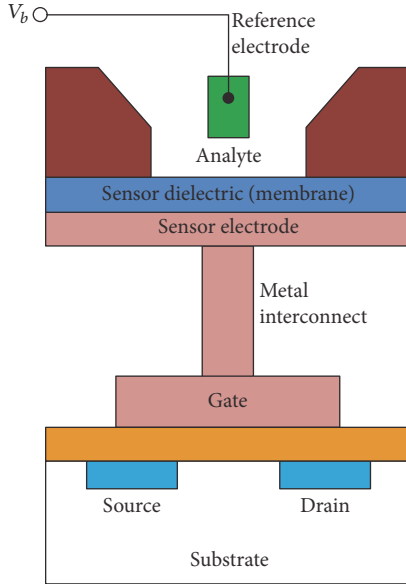 V_b
Reference
electrode
Analyte
Sensor dielectric (membrane)
Sensor electrode
Metal
interconnect
Gate
Source
Drain
Substrate